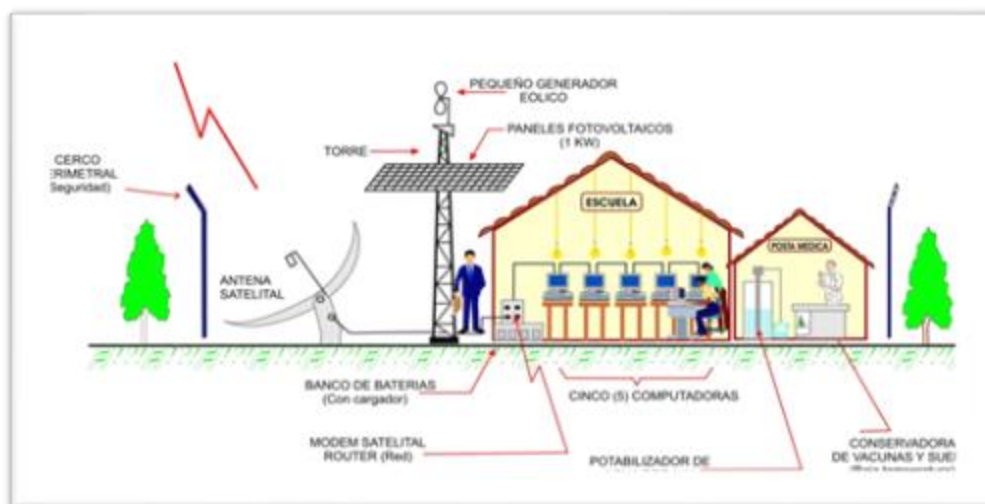 PEQUEÑO GENERADOR
EOLICO
PANELES FOTOVOLTAICOS
(1 KW)
TORRE
CERCO
ERIMETRAL
Seguridad)
ESCUELA
POSTA MEDICA
ANTENA
SATELITAL
BANCO DE BATERIAS
(Con cargador)
CINCO (5) COMPUTADORAS
MODEM SATELITAL
ROUTER (Red)
POTABILIZADOR DE
CONSERVADORA
DE VACUNAS Y SUE